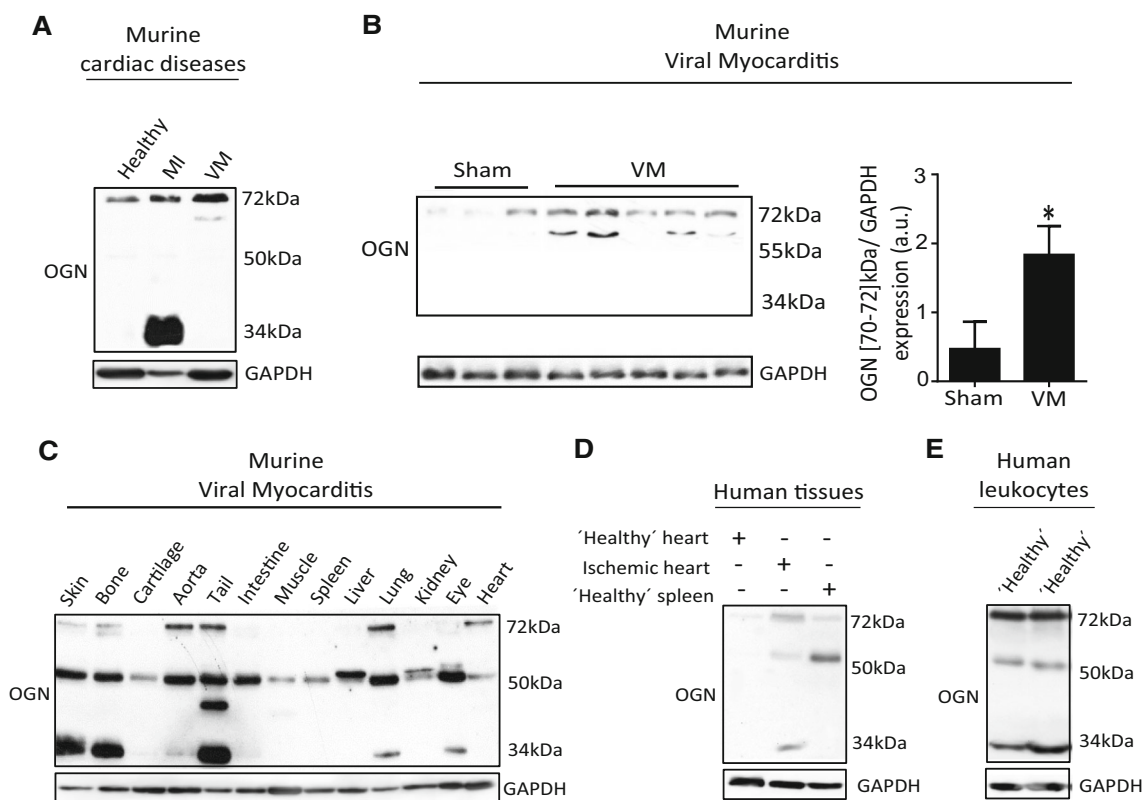 A
Murine
cardiac diseases
Healthy
MI
VM
72kDa
50kDa
34kDa
OGN
GAPDH
B
Murine
Viral Myocarditis
Sham
VM
72kDa
55kDa
34kDa
OGN
GAPDH
OGN [70-72]kDa/ GAPDH
expression (a.u.)
3
2
1
0
*
Sham
VM
C
Murine
Viral Myocarditis
Skin
Bone
Cartilage
Aorta
Tail
Intestine
Muscle
Spleen
Liver
Lung
Kidney
Eye
Heart
72kDa
50kDa
34kDa
OGN
GAPDH
D
Human tissues
´Healthy´ heart + - -
Ischemic heart - + -
´Healthy´ spleen - - +
72kDa
50kDa
34kDa
OGN
GAPDH
E
Human
leukocytes
´Healthy´
´Healthy´
72kDa
50kDa
34kDa
OGN
GAPDH